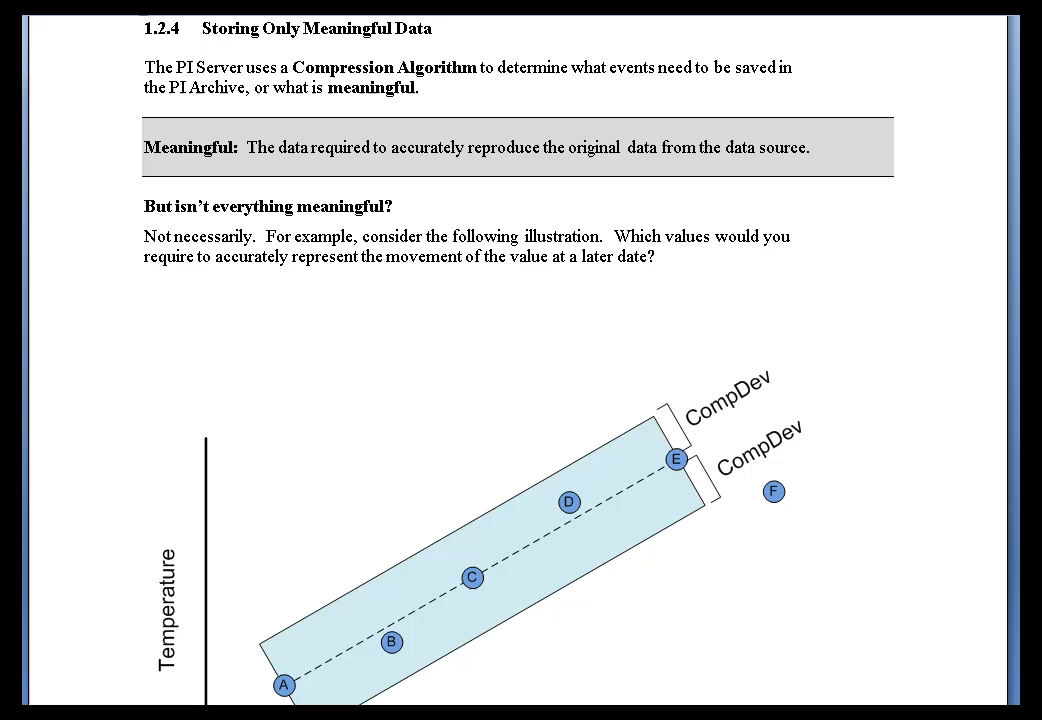 1.2.4 Storing Only Meaningful Data
The PI Server uses a Compression Algorithm to determine what events need to be saved in
the PI Archive, or what is meaningful.
Meaningful: The data required to accurately reproduce the original data from the data source.
But isn't everything meaningful?
Not necessarily. For example, consider the following illustration. Which values would you
require to accurately represent the movement of the value at a later date?
CompDev
CompDev
E
F
D
C
B
A
Temperature